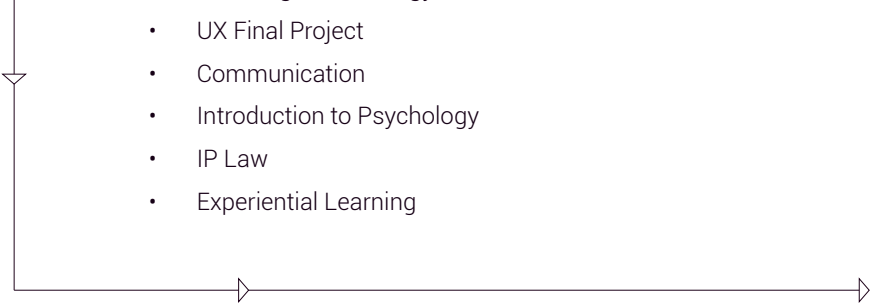 • UX Final Project
• Communication
• Introduction to Psychology
• IP Law
• Experiential Learning